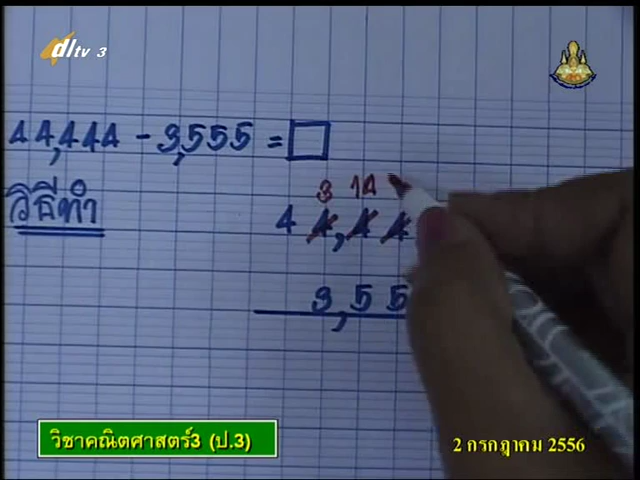 dltv 3
44,444 - 3,555 = □
วิธีทำ
3 14
4 4,4 4
3,5 5
วิชาคณิตศาสตร์3 (ป.3)
2 กรกฎาคม 2556